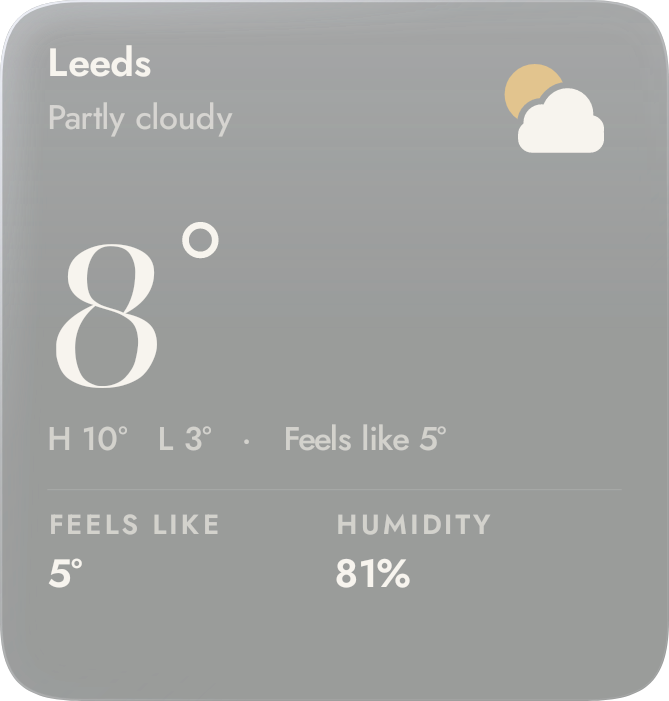 Leeds
Partly cloudy
8°
H 10° L 3° · Feels like 5°
FEELS LIKE HUMIDITY
5° 81%